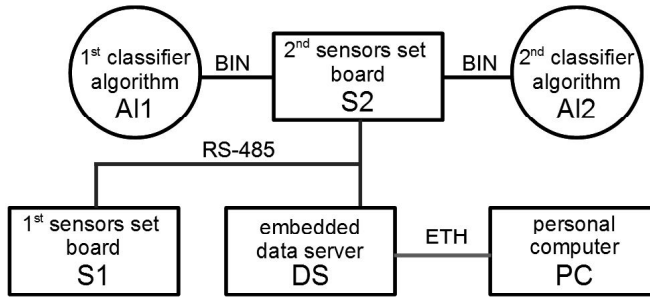 1st classifier
algorithm
AI1
BIN
2nd sensors set
board
S2
BIN
2nd classifier
algorithm
AI2
RS-485
1st sensors set
board
S1
embedded
data server
DS
ETH
personal
computer
PC